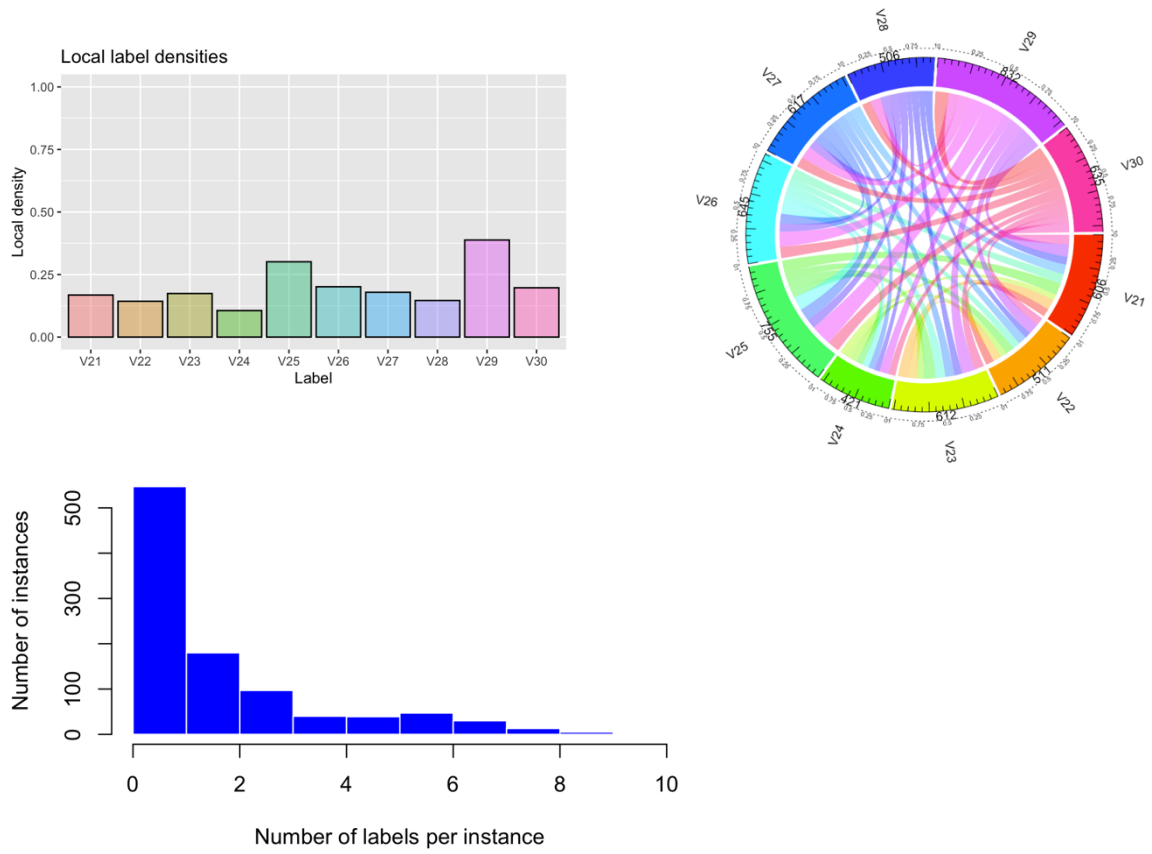 Local label densities
1.00
0.75
0.50
0.25
0.00
Local density
V21 V22 V23 V24 V25 V26 V27 V28 V29 V30
Label
V28
V29
V27
V30
V26
V21
V25
V22
V24
V23
506
832
617
635
645
606
755
511
421
612
Number of instances
500
300
100
0
0 2 4 6 8 10
Number of labels per instance